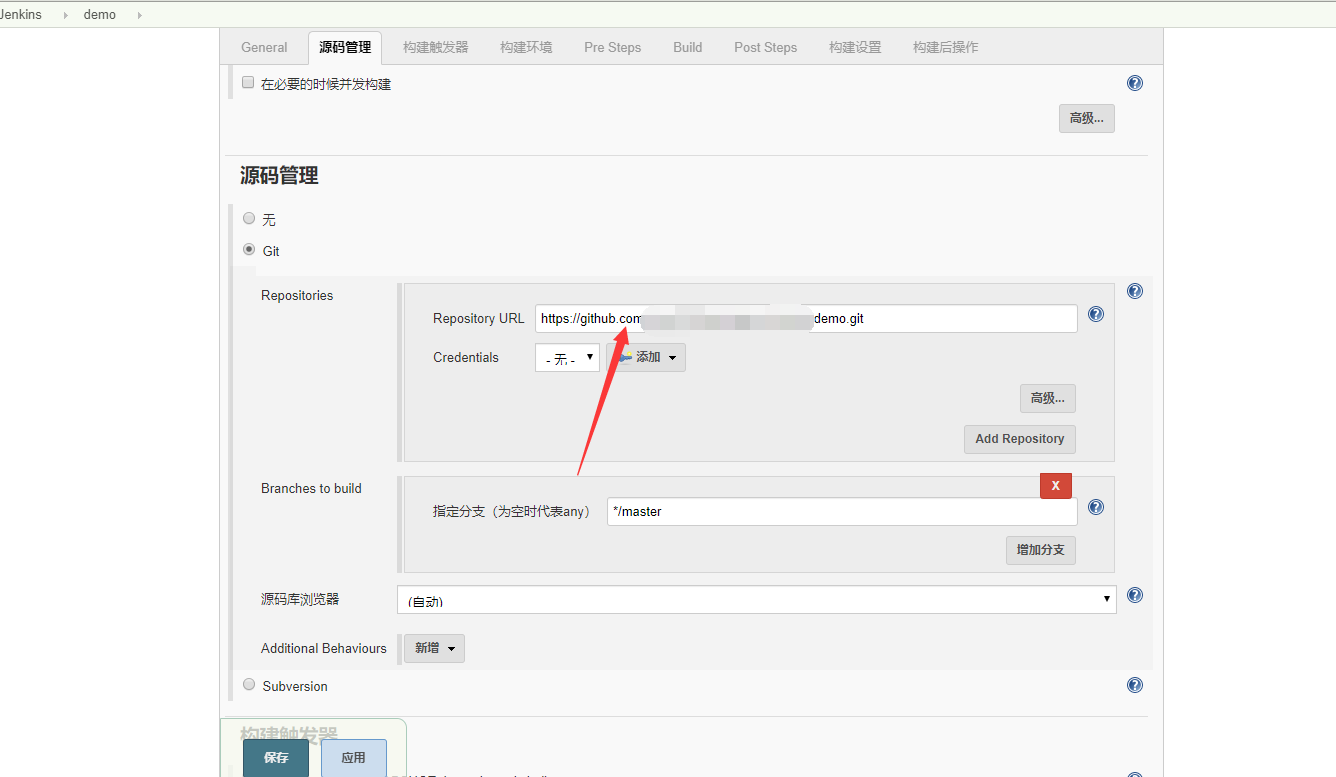 Jenkins demo
General 源码管理 构建触发器 构建环境 Pre Steps Build Post Steps 构建设置 构建后操作
在必要的时候并发构建
高级...
源码管理
无
Git
Repositories
Repository URL https://github.com demo.git
Credentials - 无 - 添加
高级...
Add Repository
Branches to build
X
指定分支（为空时代表any） */master
增加分支
源码库浏览器 (自动)
Additional Behaviours 新增
Subversion
构建触发器
保存 应用